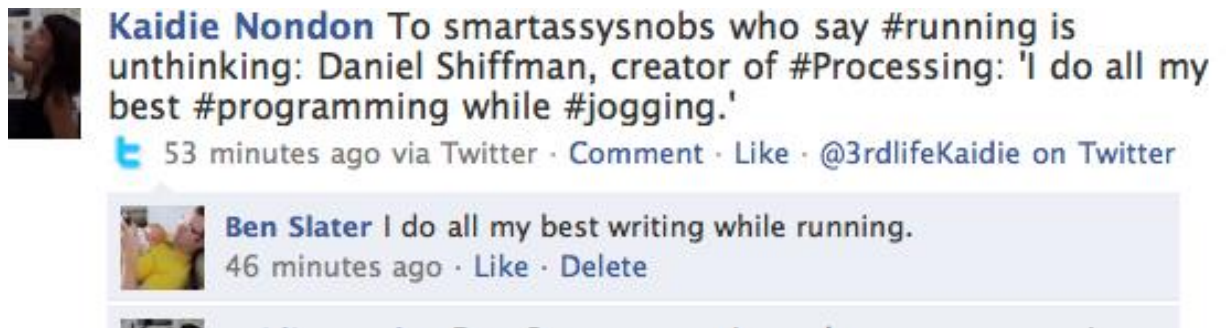 Kaidie Nondon To smartassysnobs who say #running is
unthinking: Daniel Shiffman, creator of #Processing: 'I do all my
best #programming while #jogging.'
53 minutes ago via Twitter · Comment · Like · @3rdlifeKaidie on Twitter
Ben Slater I do all my best writing while running.
46 minutes ago · Like · Delete